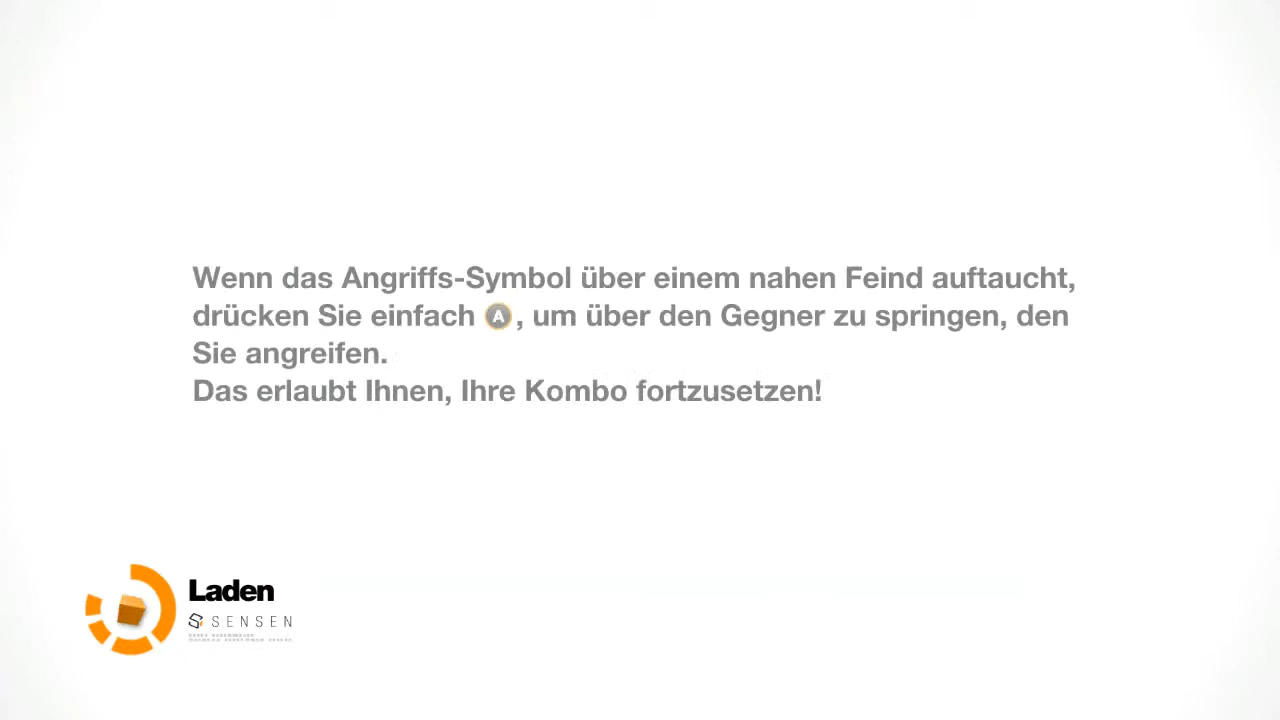 Wenn das Angriffs-Symbol über einem nahen Feind auftaucht,
drücken Sie einfach A, um über den Gegner zu springen, den
Sie angreifen.
Das erlaubt Ihnen, Ihre Kombo fortzusetzen!
Laden
SENSEN